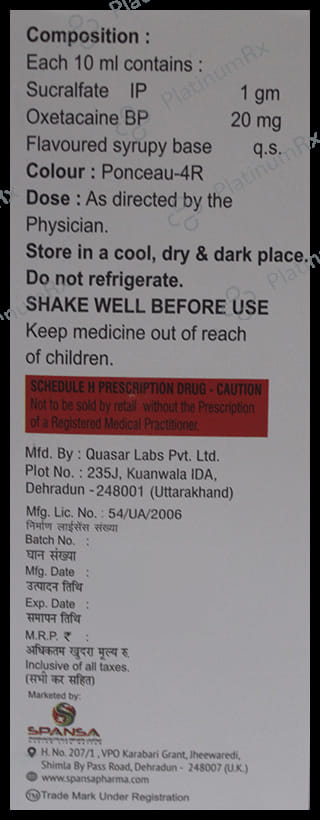 Composition :
Each 10 ml contains :
Sucralfate IP 1 gm
Oxetacaine BP 20 mg
Flavoured syrupy base q.s.
Colour : Ponceau-4R
Dose : As directed by the
Physician.
Store in a cool, dry & dark place.
Do not refrigerate.
SHAKE WELL BEFORE USE
Keep medicine out of reach
of children.
SCHEDULE H PRESCRIPTION DRUG - CAUTION
Not to be sold by retail without the Prescription
of a Registered Medical Practitioner.
Mfd. By : Quasar Labs Pvt. Ltd.
Plot No. : 235J, Kuanwala IDA,
Dehradun -248001 (Uttarakhand)
Mfg. Lic. No. : 54/UA/2006
निर्माण लाईसेंस संख्या
Batch No. :
घान संख्या
Mfg. Date :
उत्पादन तिथि
Exp. Date :
समापन तिथि
M.R.P. ₹ :
अधिकतम खुदरा मूल्य रु.
Inclusive of all taxes.
(सभी कर सहित)
Marketed by:
SPANSA
H. No. 207/1 , VPO Karabari Grant, Jheewaredi,
Shimla By Pass Road, Dehradun - 248007 (U.K.)
www.spansapharma.com
TM Trade Mark Under Registration
PlatinumRx